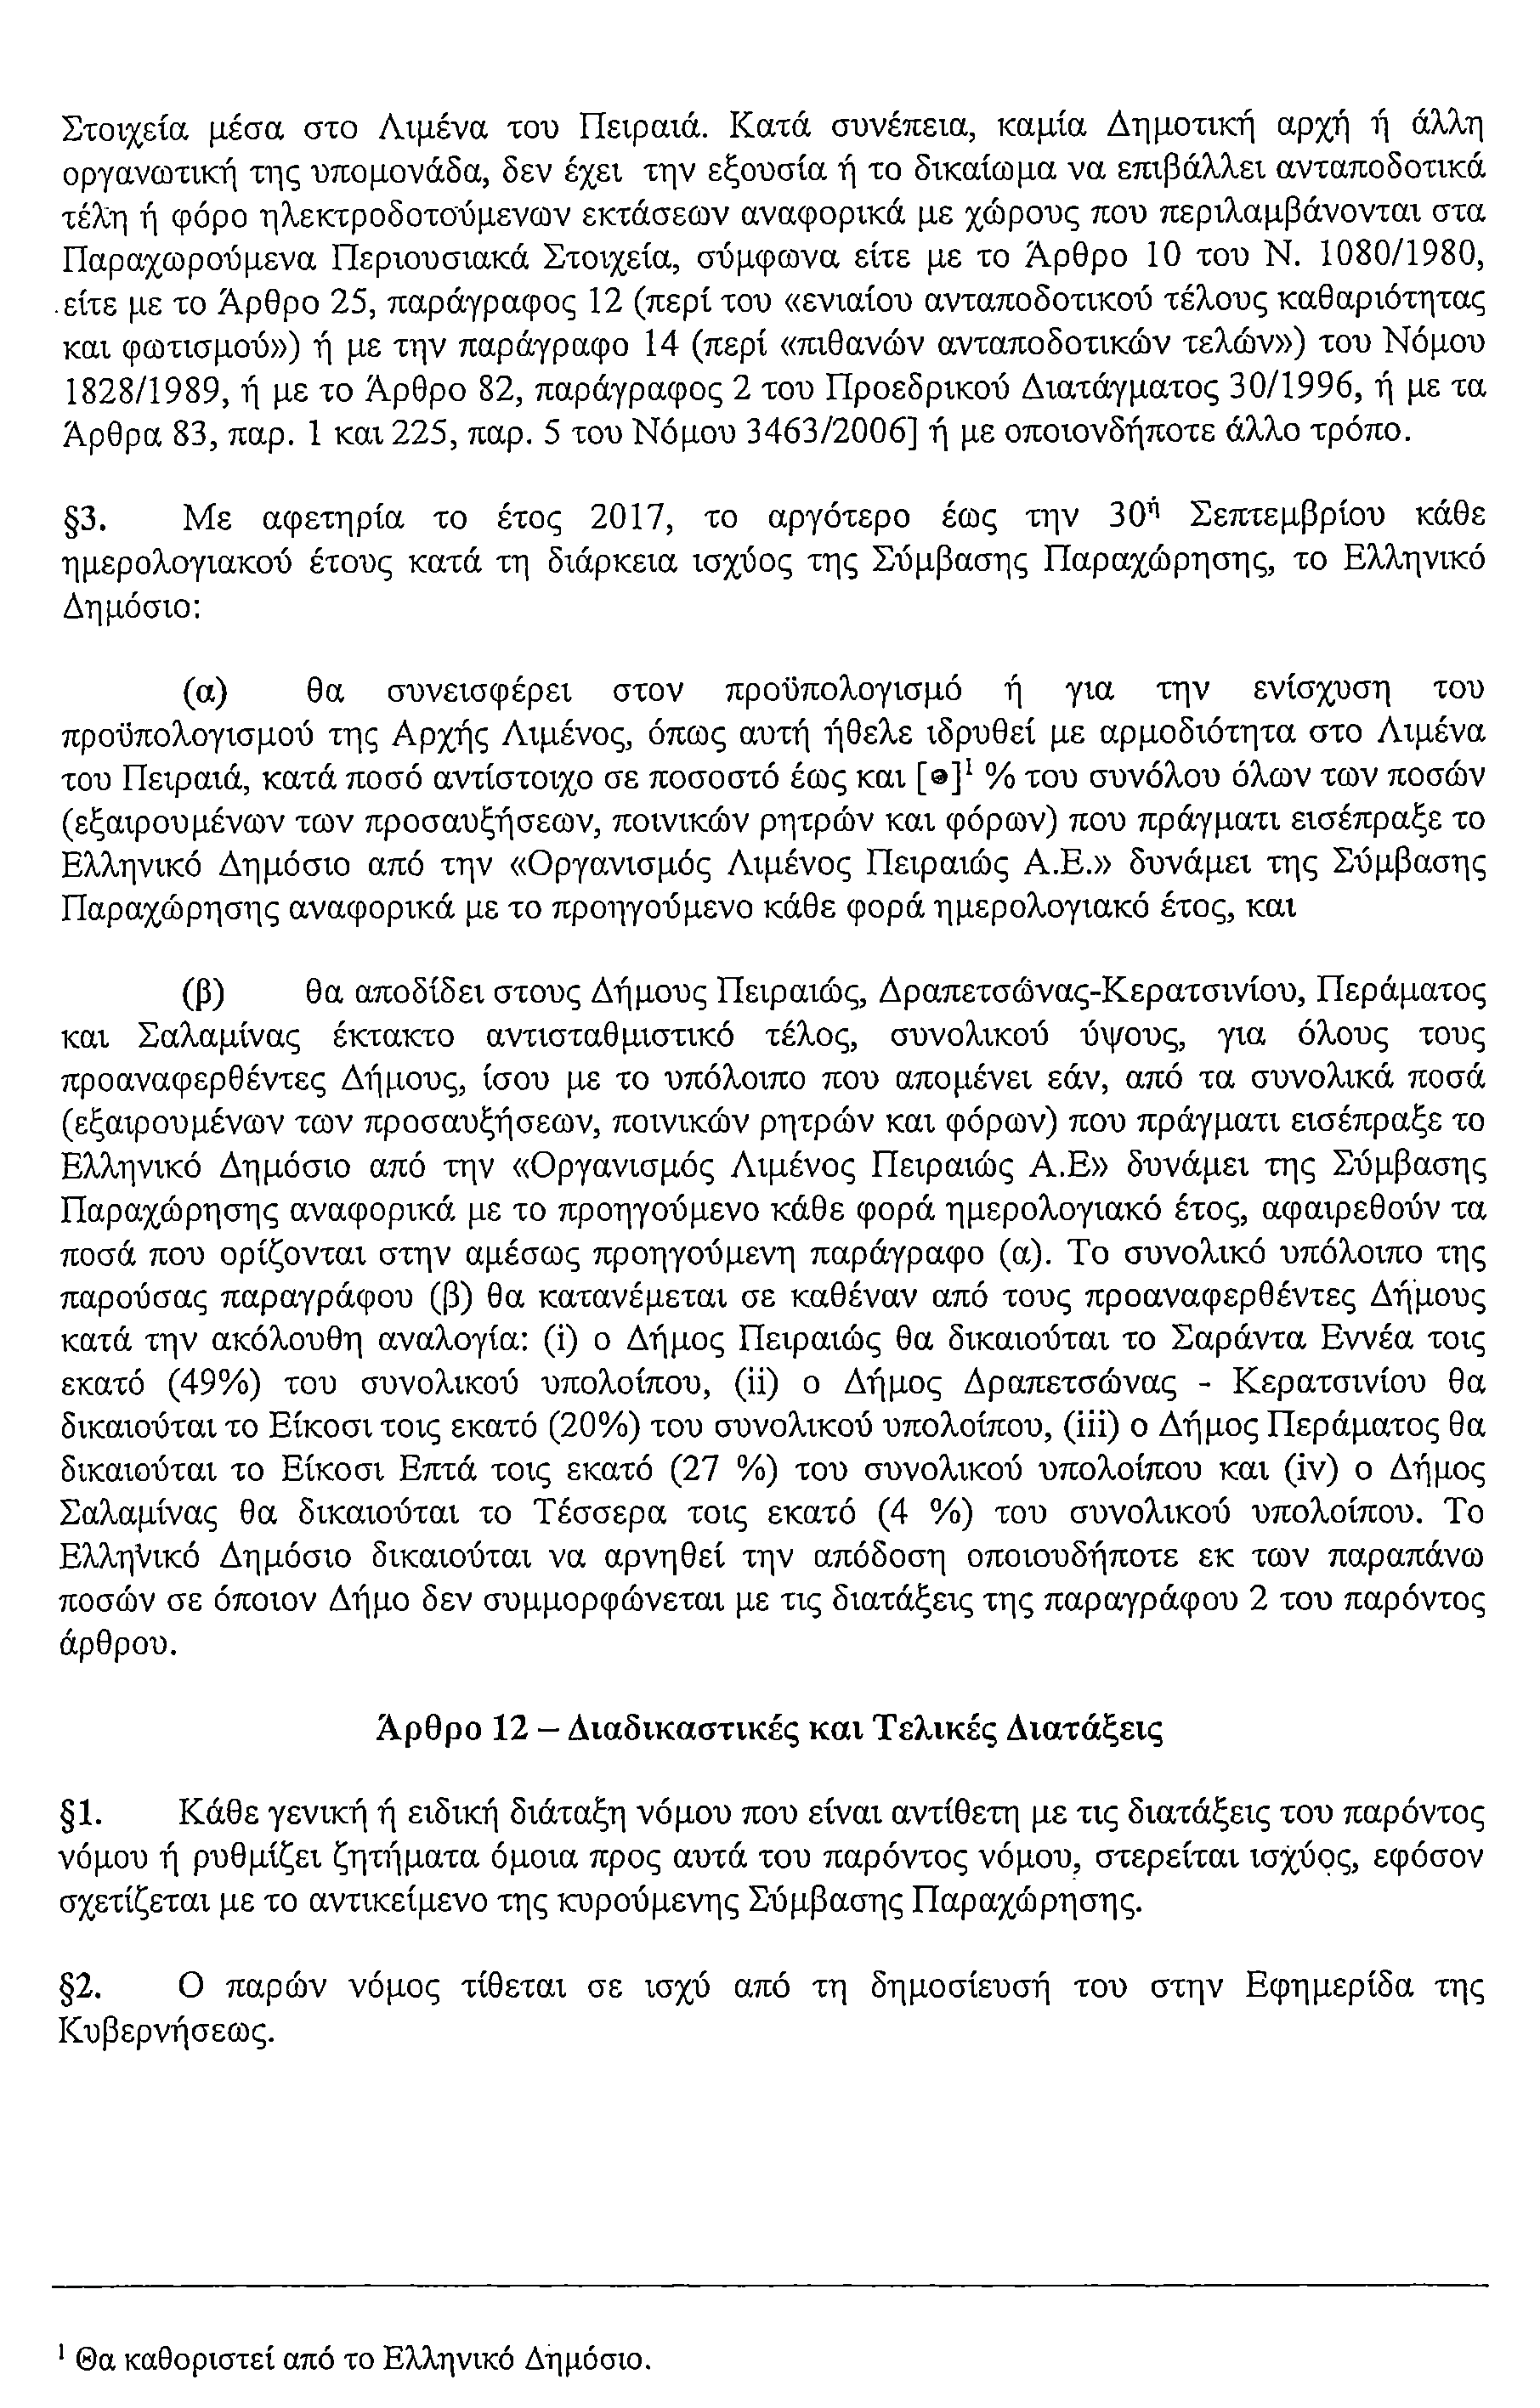 Στοιχεία μέσα στο Λιμένα του Πειραιά. Κατά συνέπεια, καμία Δημοτική αρχή ή άλλη
οργανωτική της υπομονάδα, δεν έχει την εξουσία ή το δικαίωμα να επιβάλλει ανταποδοτικά
τέλη ή φόρο ηλεκτροδοτούμενων εκτάσεων αναφορικά με χώρους που περιλαμβάνονται στα
Παραχωρούμενα Περιουσιακά Στοιχεία, σύμφωνα είτε με το Άρθρο 10 του Ν. 1080/1980,
είτε με το Άρθρο 25, παράγραφος 12 (περί του «ενιαίου ανταποδοτικού τέλους καθαριότητας
και φωτισμού») ή με την παράγραφο 14 (περί «πιθανών ανταποδοτικών τελών») του Νόμου
1828/1989, ή με το Άρθρο 82, παράγραφος 2 του Προεδρικού Διατάγματος 30/1996, ή με τα
Άρθρα 83, παρ. 1 και 225, παρ. 5 του Νόμου 3463/2006] ή με οποιονδήποτε άλλο τρόπο.
§3. Με αφετηρία το έτος 2017, το αργότερο έως την 30ή Σεπτεμβρίου κάθε
ημερολογιακού έτους κατά τη διάρκεια ισχύος της Σύμβασης Παραχώρησης, το Ελληνικό
Δημόσιο:
(α) θα συνεισφέρει στον προϋπολογισμό ή για την ενίσχυση του
προϋπολογισμού της Αρχής Λιμένος, όπως αυτή ήθελε ιδρυθεί με αρμοδιότητα στο Λιμένα
του Πειραιά, κατά ποσό αντίστοιχο σε ποσοστό έως και [●]¹ % του συνόλου όλων των ποσών
(εξαιρουμένων των προσαυξήσεων, ποινικών ρητρών και φόρων) που πράγματι εισέπραξε το
Ελληνικό Δημόσιο από την «Οργανισμός Λιμένος Πειραιώς Α.Ε.» δυνάμει της Σύμβασης
Παραχώρησης αναφορικά με το προηγούμενο κάθε φορά ημερολογιακό έτος, και
(β) θα αποδίδει στους Δήμους Πειραιώς, Δραπετσώνας-Κερατσινίου, Περάματος
και Σαλαμίνας έκτακτο αντισταθμιστικό τέλος, συνολικού ύψους, για όλους τους
προαναφερθέντες Δήμους, ίσου με το υπόλοιπο που απομένει εάν, από τα συνολικά ποσά
(εξαιρουμένων των προσαυξήσεων, ποινικών ρητρών και φόρων) που πράγματι εισέπραξε το
Ελληνικό Δημόσιο από την «Οργανισμός Λιμένος Πειραιώς Α.Ε» δυνάμει της Σύμβασης
Παραχώρησης αναφορικά με το προηγούμενο κάθε φορά ημερολογιακό έτος, αφαιρεθούν τα
ποσά που ορίζονται στην αμέσως προηγούμενη παράγραφο (α). Το συνολικό υπόλοιπο της
παρούσας παραγράφου (β) θα κατανέμεται σε καθέναν από τους προαναφερθέντες Δήμους
κατά την ακόλουθη αναλογία: (i) ο Δήμος Πειραιώς θα δικαιούται το Σαράντα Εννέα τοις
εκατό (49%) του συνολικού υπολοίπου, (ii) ο Δήμος Δραπετσώνας - Κερατσινίου θα
δικαιούται το Είκοσι τοις εκατό (20%) του συνολικού υπολοίπου, (iii) ο Δήμος Περάματος θα
δικαιούται το Είκοσι Επτά τοις εκατό (27 %) του συνολικού υπολοίπου και (iv) ο Δήμος
Σαλαμίνας θα δικαιούται το Τέσσερα τοις εκατό (4 %) του συνολικού υπολοίπου. Το
Ελληνικό Δημόσιο δικαιούται να αρνηθεί την απόδοση οποιουδήποτε εκ των παραπάνω
ποσών σε όποιον Δήμο δεν συμμορφώνεται με τις διατάξεις της παραγράφου 2 του παρόντος
άρθρου.
Άρθρο 12 – Διαδικαστικές και Τελικές Διατάξεις
§1. Κάθε γενική ή ειδική διάταξη νόμου που είναι αντίθετη με τις διατάξεις του παρόντος
νόμου ή ρυθμίζει ζητήματα όμοια προς αυτά του παρόντος νόμου, στερείται ισχύος, εφόσον
σχετίζεται με το αντικείμενο της κυρούμενης Σύμβασης Παραχώρησης.
§2. Ο παρών νόμος τίθεται σε ισχύ από τη δημοσίευσή του στην Εφημερίδα της
Κυβερνήσεως.
¹ Θα καθοριστεί από το Ελληνικό Δημόσιο.